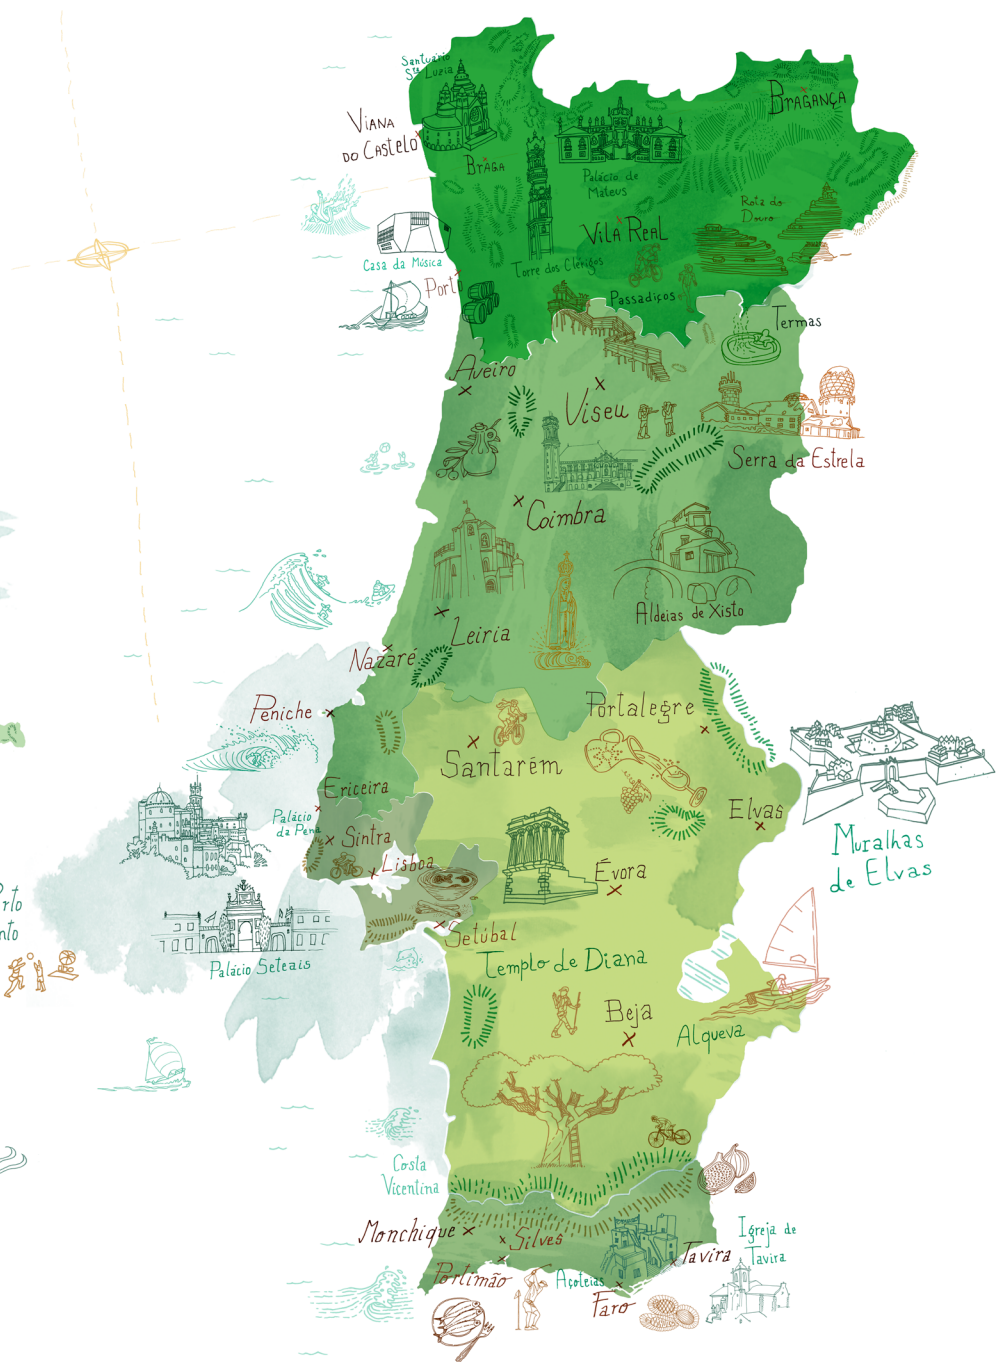 Santuário
Sta Luzia
Viana
do Castelo
Braga
Bragança
Palácio de
Mateus
Rota do
Douro
Vila Real
Casa da Música
Torre dos Clérigos
Porto
Passadiços
Termas
Aveiro
Viseu
Serra da Estrela
Coimbra
Aldeias de Xisto
Leiria
Nazaré
Peniche
Portalegre
Santarém
Ericeira
Palácio
da Pena
Sintra
Lisboa
Elvas
Muralhas
de Elvas
Évora
rto
nto
Setúbal
Palácio Seteais
Templo de Diana
Beja
Alqueva
Costa
Vicentina
Monchique
Silves
Igreja de
Tavira
Tavira
Portimão
Açoteias
Faro